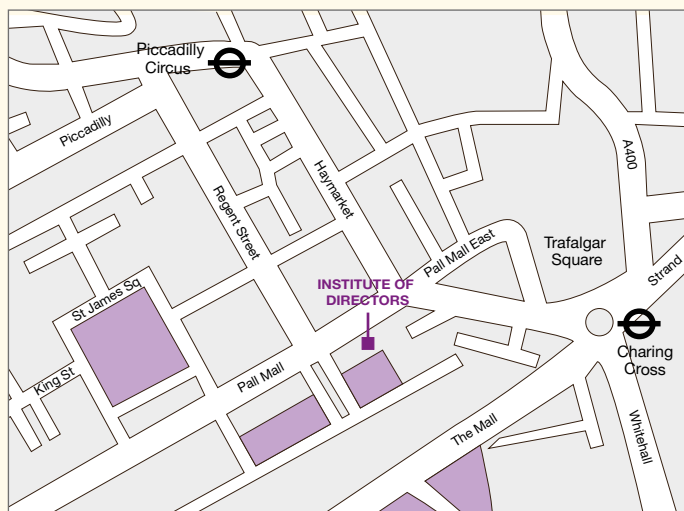 Piccadilly
Circus
Piccadilly
A400
Haymarket
Regent Street
Pall Mall East
Trafalgar
Square
Strand
St James Sq
INSTITUTE OF
DIRECTORS
Charing
Cross
King St
Pall Mall
The Mall
Whitehall